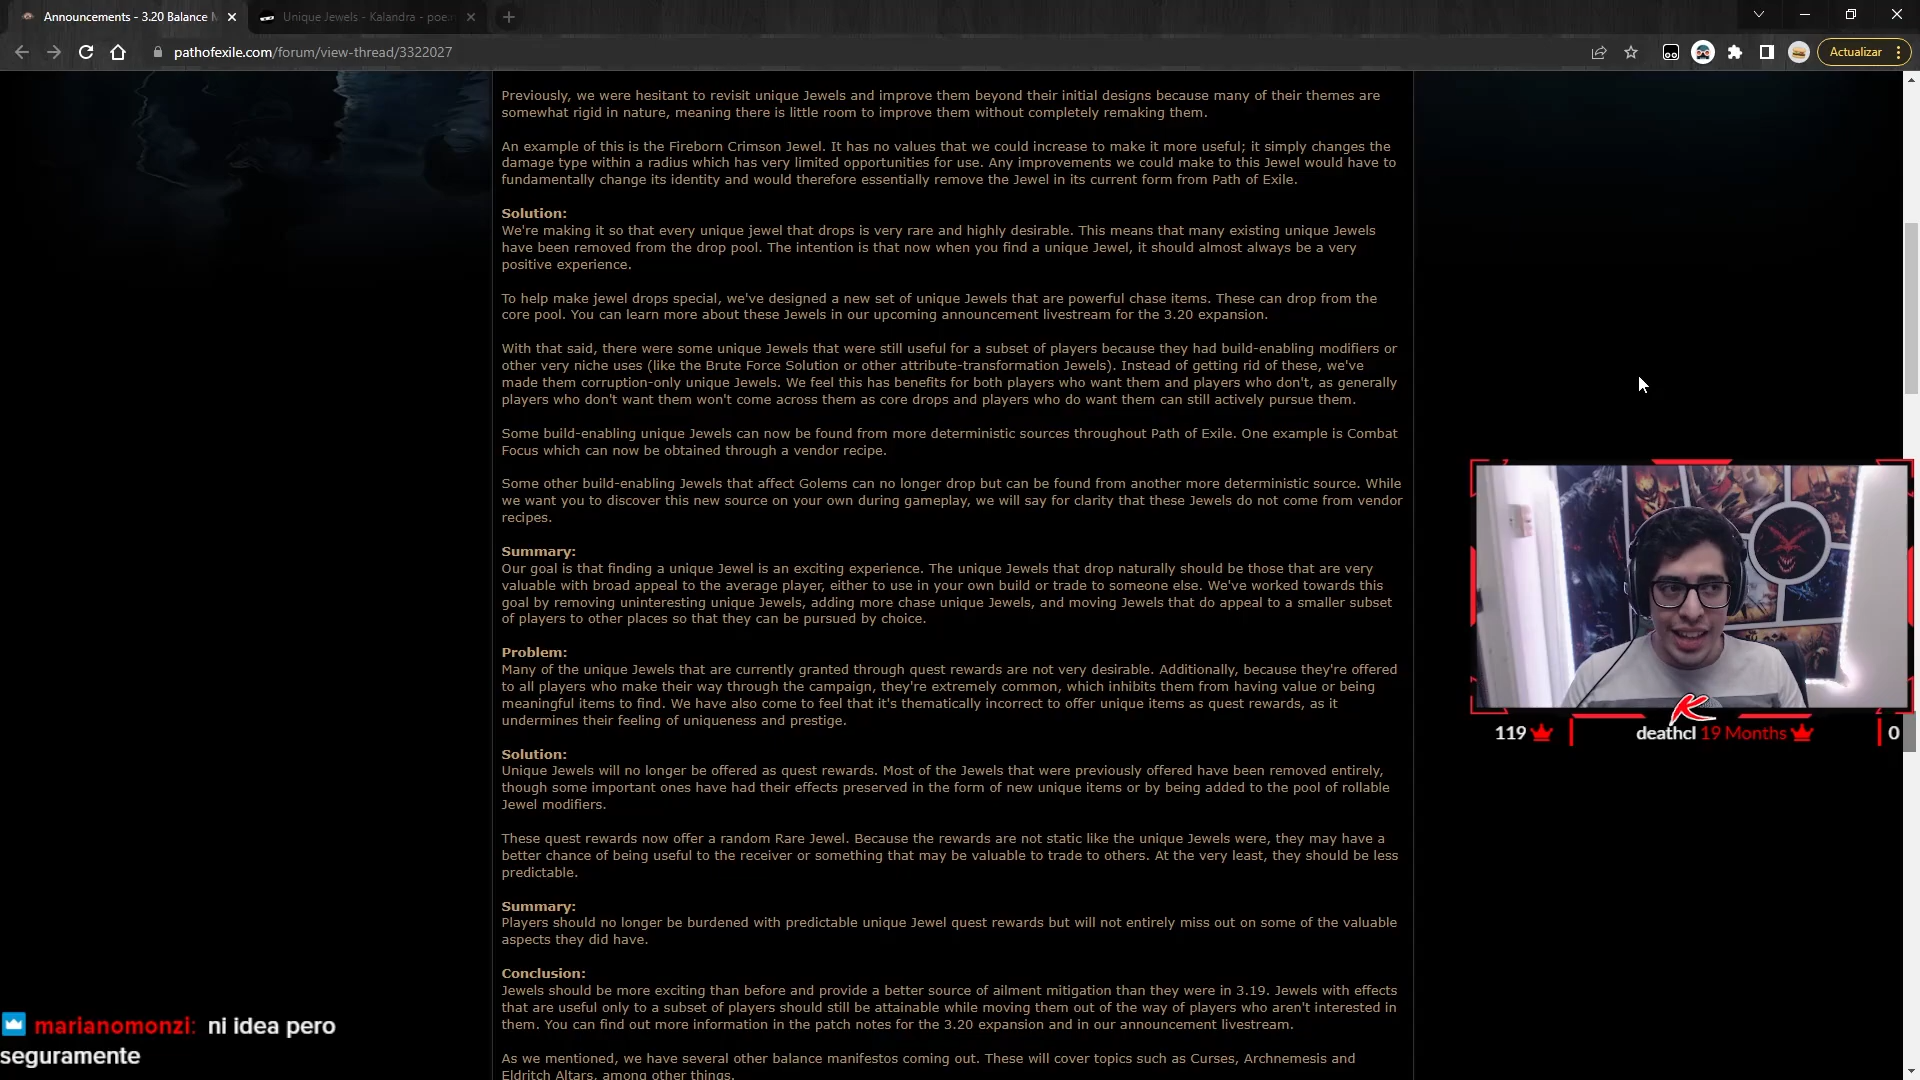 Announcements - 3.20 Balance M
Unique Jewels - Kalandra - poe.n
pathofexile.com/forum/view-thread/3322027
Actualizar
Previously, we were hesitant to revisit unique Jewels and improve them beyond their initial designs because many of their themes are
somewhat rigid in nature, meaning there is little room to improve them without completely remaking them.
An example of this is the Fireborn Crimson Jewel. It has no values that we could increase to make it more useful; it simply changes the
damage type within a radius which has very limited opportunities for use. Any improvements we could make to this Jewel would have to
fundamentally change its identity and would therefore essentially remove the Jewel in its current form from Path of Exile.
Solution:
We're making it so that every unique jewel that drops is very rare and highly desirable. This means that many existing unique Jewels
have been removed from the drop pool. The intention is that now when you find a unique Jewel, it should almost always be a very
positive experience.
To help make jewel drops special, we've designed a new set of unique Jewels that are powerful chase items. These can drop from the
core pool. You can learn more about these Jewels in our upcoming announcement livestream for the 3.20 expansion.
With that said, there were some unique Jewels that were still useful for a subset of players because they had build-enabling modifiers or
other very niche uses (like the Brute Force Solution or other attribute-transformation Jewels). Instead of getting rid of these, we've
made them corruption-only unique Jewels. We feel this has benefits for both players who want them and players who don't, as generally
players who don't want them won't come across them as core drops and players who do want them can still actively pursue them.
Some build-enabling unique Jewels can now be found from more deterministic sources throughout Path of Exile. One example is Combat
Focus which can now be obtained through a vendor recipe.
Some other build-enabling Jewels that affect Golems can no longer drop but can be found from another more deterministic source. While
we want you to discover this new source on your own during gameplay, we will say for clarity that these Jewels do not come from vendor
recipes.
Summary:
Our goal is that finding a unique Jewel is an exciting experience. The unique Jewels that drop naturally should be those that are very
valuable with broad appeal to the average player, either to use in your own build or trade to someone else. We've worked towards this
goal by removing uninteresting unique Jewels, adding more chase unique Jewels, and moving Jewels that do appeal to a smaller subset
of players to other places so that they can be pursued by choice.
Problem:
Many of the unique Jewels that are currently granted through quest rewards are not very desirable. Additionally, because they're offered
to all players who make their way through the campaign, they're extremely common, which inhibits them from having value or being
meaningful items to find. We have also come to feel that it's thematically incorrect to offer unique items as quest rewards, as it
undermines their feeling of uniqueness and prestige.
Solution:
Unique Jewels will no longer be offered as quest rewards. Most of the Jewels that were previously offered have been removed entirely,
though some important ones have had their effects preserved in the form of new unique items or by being added to the pool of rollable
Jewel modifiers.
These quest rewards now offer a random Rare Jewel. Because the rewards are not static like the unique Jewels were, they may have a
better chance of being useful to the receiver or something that may be valuable to trade to others. At the very least, they should be less
predictable.
Summary:
Players should no longer be burdened with predictable unique Jewel quest rewards but will not entirely miss out on some of the valuable
aspects they did have.
Conclusion:
Jewels should be more exciting than before and provide a better source of ailment mitigation than they were in 3.19. Jewels with effects
that are useful only to a subset of players should still be attainable while moving them out of the way of players who aren't interested in
them. You can find out more information in the patch notes for the 3.20 expansion and in our announcement livestream.
As we mentioned, we have several other balance manifestos coming out. These will cover topics such as Curses, Archnemesis and
Eldritch Altars, among other things.
K
119 deathcl 19 Months 0
marianomonzi: ni idea pero
seguramente